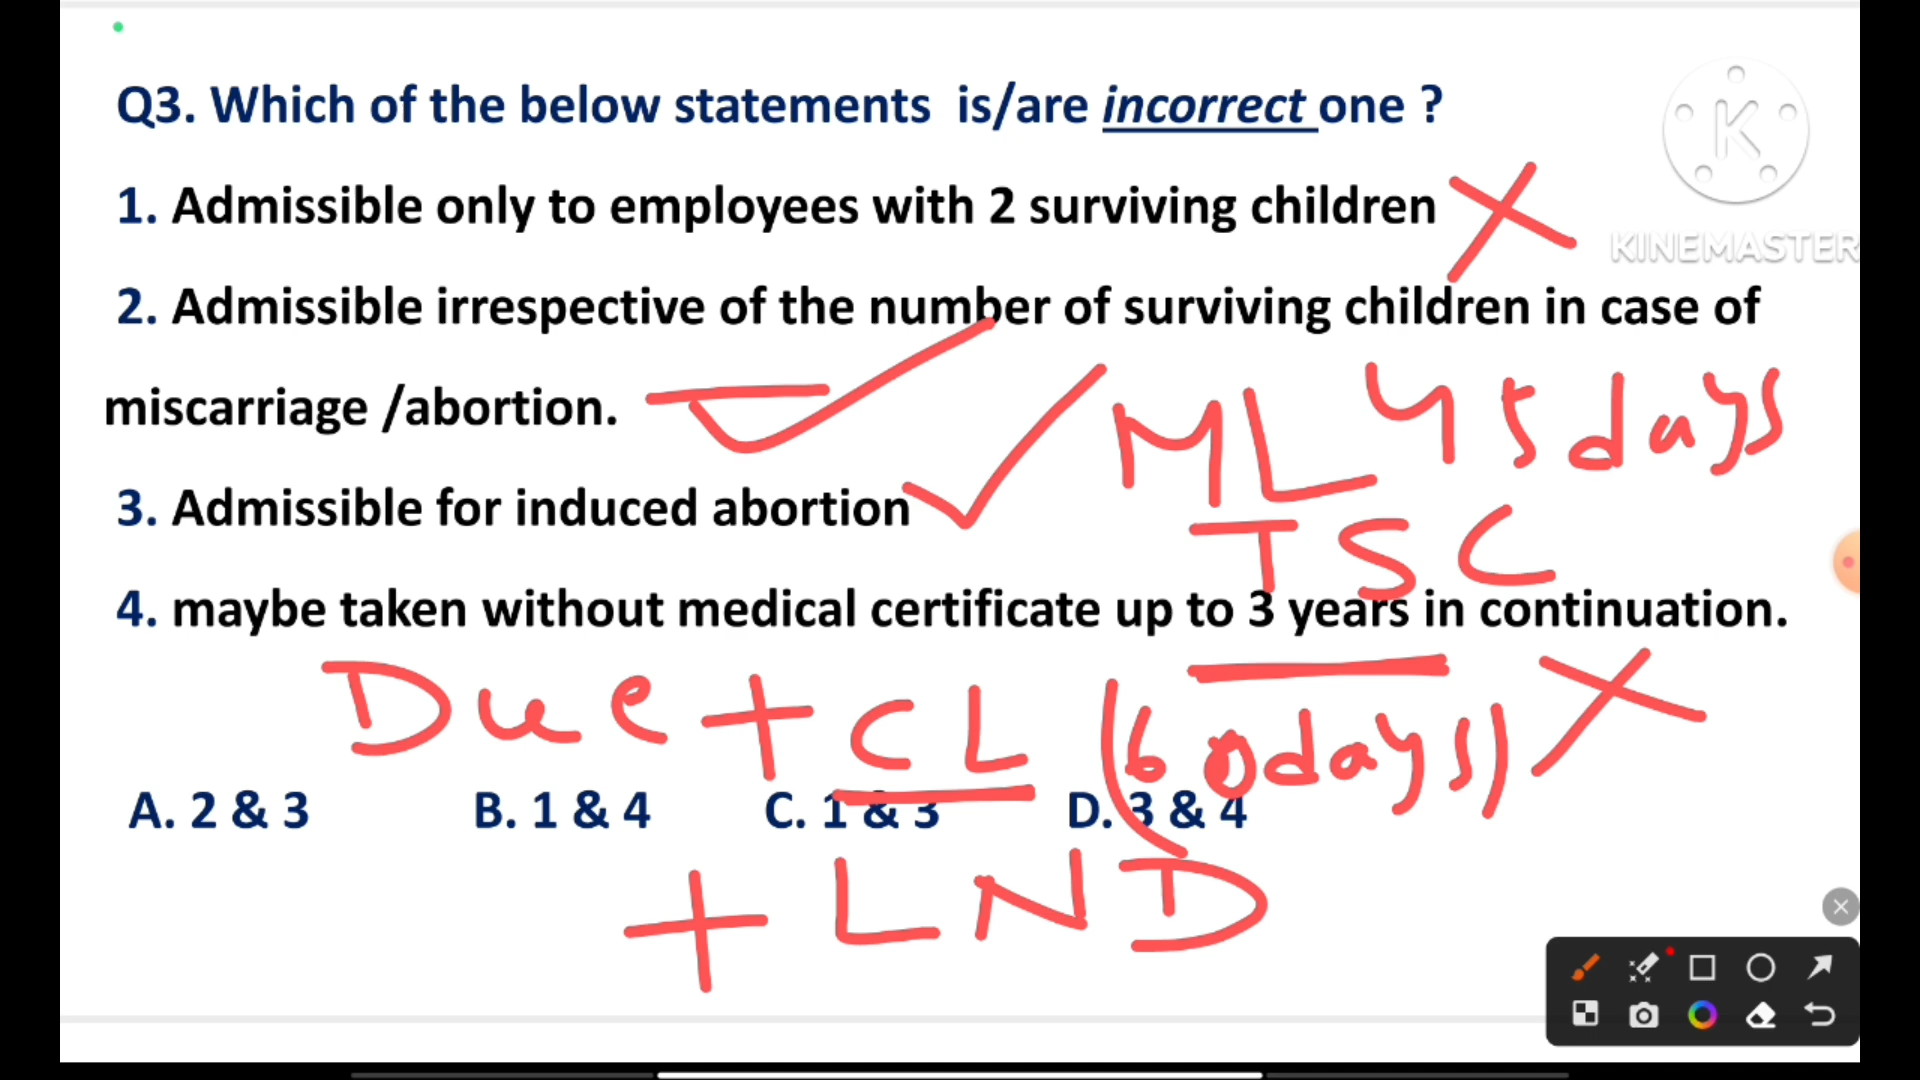 Q3. Which of the below statements is/are incorrect one ?
1. Admissible only to employees with 2 surviving children
KINEMASTER
2. Admissible irrespective of the number of surviving children in case of
miscarriage /abortion.
ML 45 days
3. Admissible for induced abortion
TSC
4. maybe taken without medical certificate up to 3 years in continuation.
Due + CL (60days)
A. 2 & 3 B. 1 & 4 C. 1 & 3 D. 3 & 4
+ LND